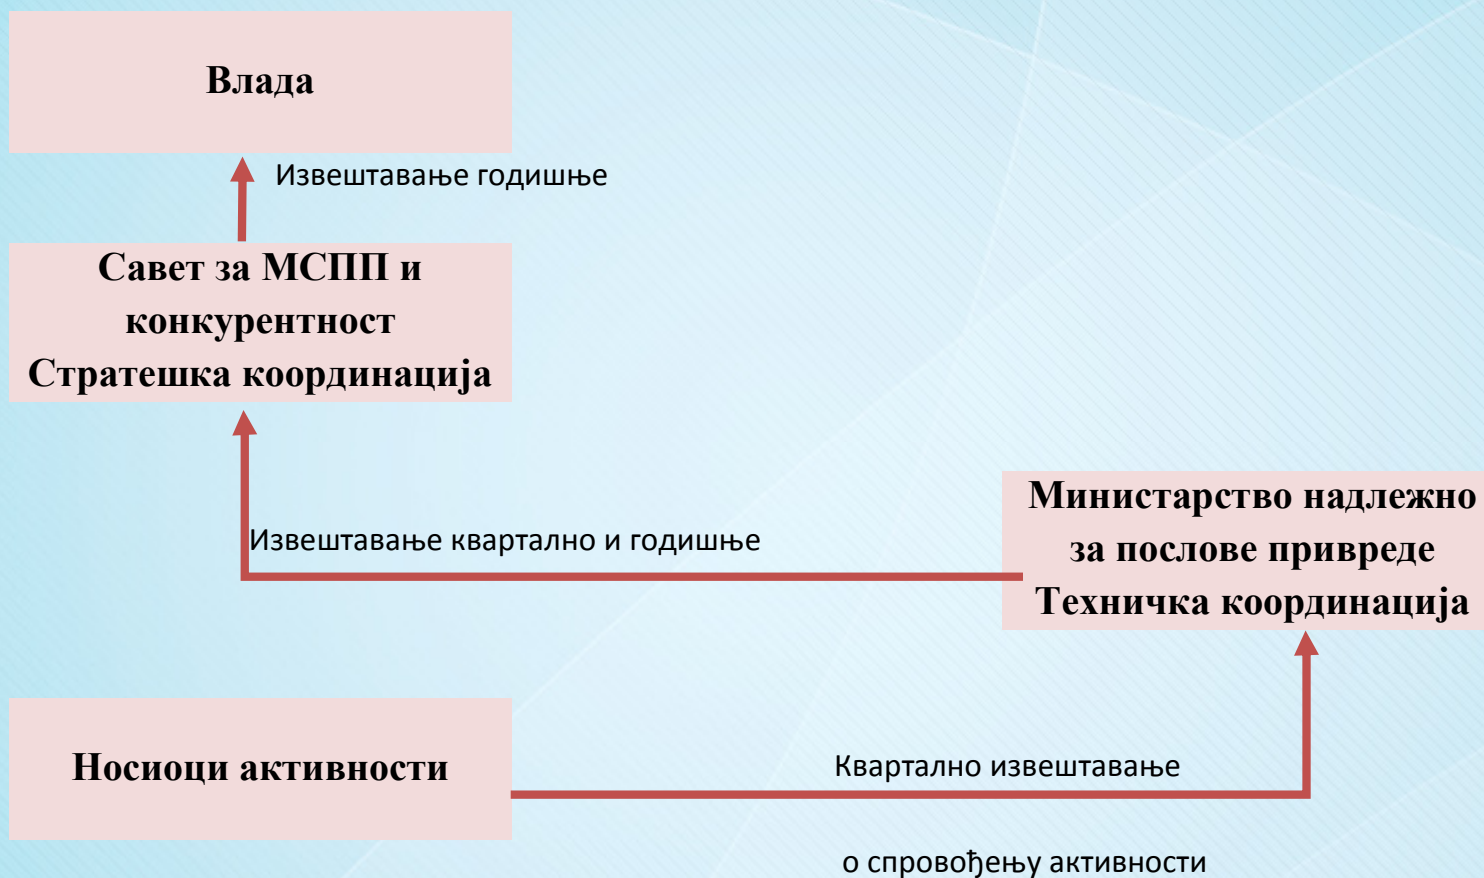 Влада
Извештавање годишње
Савет за МСПП и
конкурентност
Стратешка координација
Министарство надлежно
за послове привреде
Техничка координација
Извештавање квартално и годишње
Носиоци активности
Квартално извештавање
о спровођењу активности